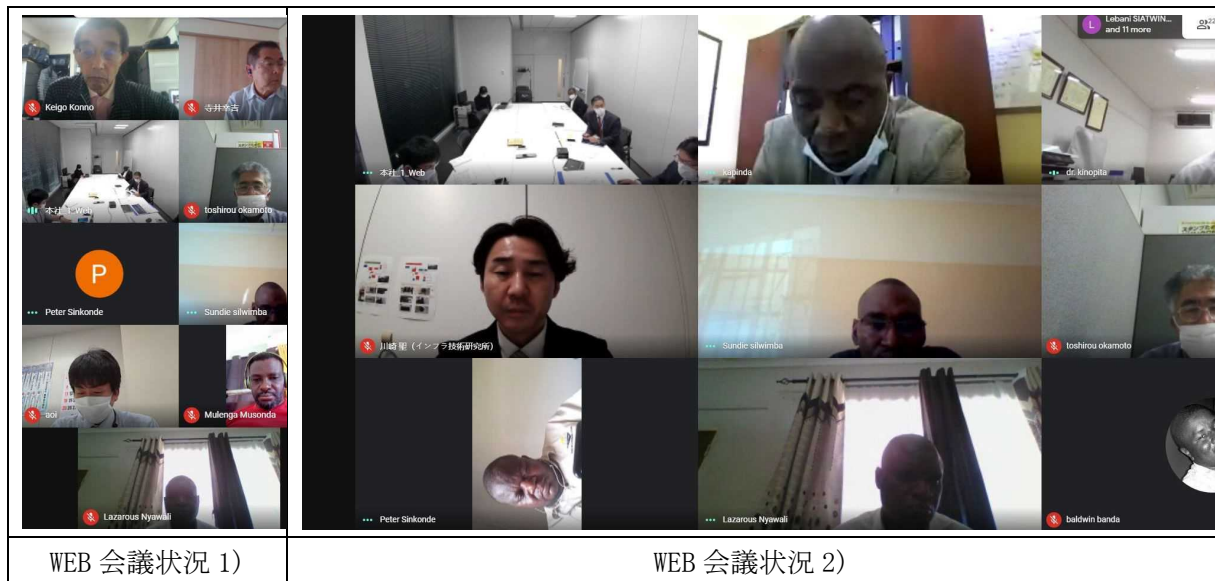 Keigo Konno
寺井幸吉
本社_1_Web
toshirou okamoto
P
Peter Sinkonde
Sundie silwimba
aoi
Mulenga Musonda
Lazarous Nyawali
L
Lebani SIATWIN...
and 11 more
22
本社_1_Web
kapinda
dr. kinopita
川崎 聖 (インフラ技術研究所)
Sundie silwimba
toshirou okamoto
Peter Sinkonde
Lazarous Nyawali
baldwin banda
WEB 会議状況 1)
WEB 会議状況 2)